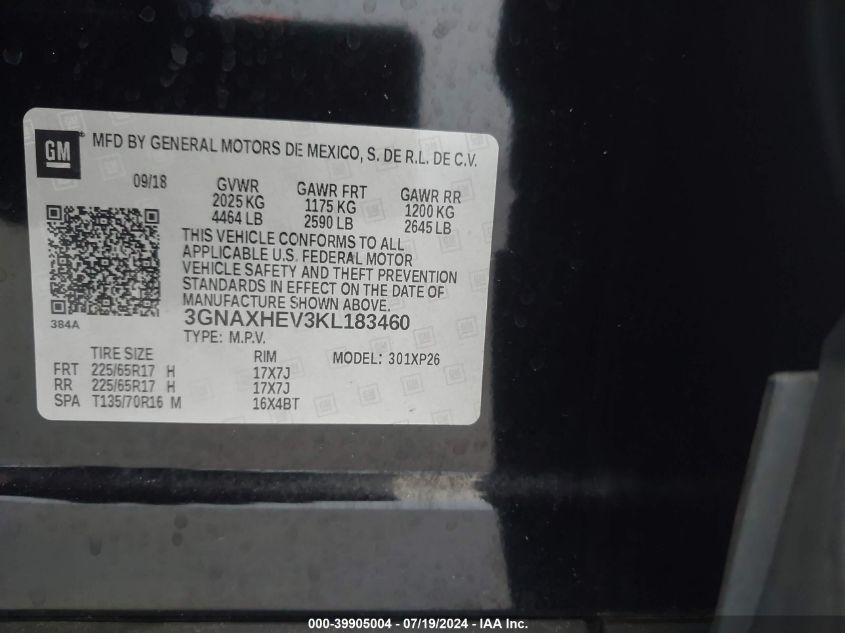 GM
MFD BY GENERAL MOTORS DE MEXICO, S. DE R.L. DE C.V.
09/18 GVWR GAWR FRT GAWR RR
2025 KG 1175 KG 1200 KG
4464 LB 2590 LB 2645 LB
THIS VEHICLE CONFORMS TO ALL
APPLICABLE U.S. FEDERAL MOTOR
VEHICLE SAFETY AND THEFT PREVENTION
STANDARDS IN EFFECT ON THE DATE OF
MANUFACTURE SHOWN ABOVE.
384A
3GNAXHEV3KL183460
TYPE: M.P.V.
TIRE SIZE RIM MODEL: 301XP26
FRT 225/65R17 H 17X7J
RR 225/65R17 H 17X7J
SPA T135/70R16 M 16X4BT
000-39905004 - 07/19/2024 - IAA Inc.